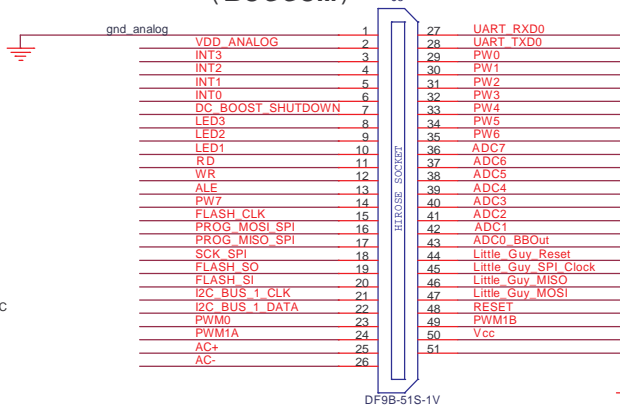 gnd_analog 1
VDD_ANALOG 2
INT3 3
INT2 4
INT1 5
INT0 6
DC_BOOST_SHUTDOWN 7
LED3 8
LED2 9
LED1 10
RD 11
WR 12
ALE 13
PW7 14
FLASH_CLK 15
PROG_MOSI_SPI 16
PROG_MISO_SPI 17
SCK_SPI 18
FLASH_SO 19
FLASH_SI 20
I2C_BUS_1_CLK 21
I2C_BUS_1_DATA 22
PWM0 23
PWM1A 24
AC+ 25
AC- 26
HIROSE SOCKET
27 UART_RXD0
28 UART_TXD0
29 PW0
30 PW1
31 PW2
32 PW3
33 PW4
34 PW5
35 PW6
36 ADC7
37 ADC6
38 ADC5
39 ADC4
40 ADC3
41 ADC2
42 ADC1
43 ADC0_BBOut
44 Little_Guy_Reset
45 Little_Guy_SPI_Clock
46 Little_Guy_MISO
47 Little_Guy_MOSI
48 RESET
49 PWM1B
50 Vcc
51
DF9B-51S-1V
C